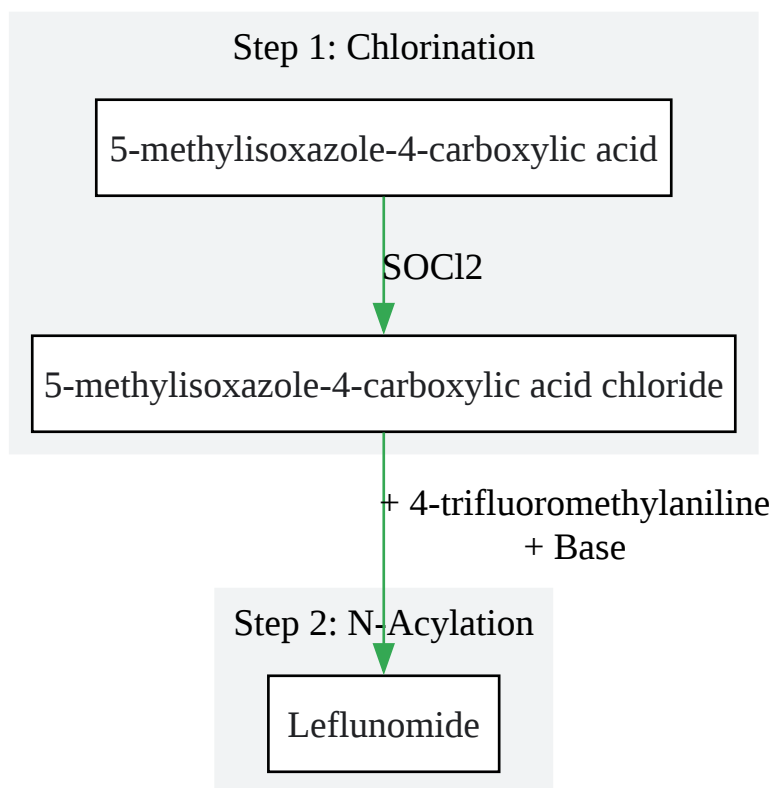 Step 1: Chlorination
5-methylisoxazole-4-carboxylic acid
SOCl2
5-methylisoxazole-4-carboxylic acid chloride
+ 4-trifluoromethylaniline
+ Base
Step 2: N-Acylation
Leflunomide